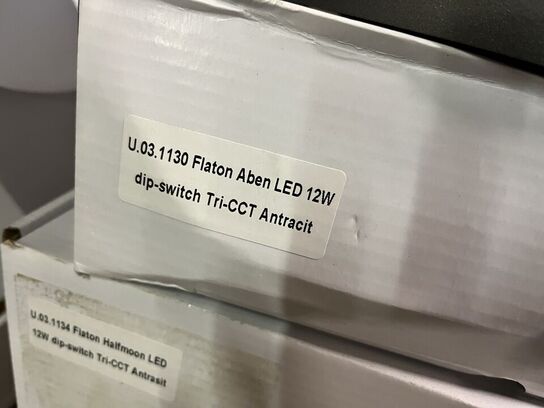 U.03.1130 Flaton Aben LED 12W
dip-switch Tri-CCT Antracit
U.03.1134 Flaton Halfmoon LED
12W dip-switch Tri-CCT Antrasit